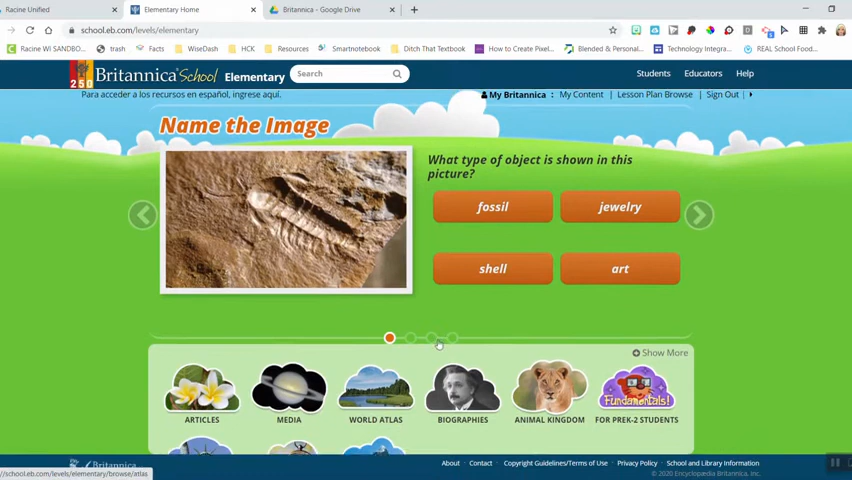 Racine Unified
Elementary Home
Britannica - Google Drive
school.eb.com/levels/elementary
Racine Wi SANDBO...
trash
Facts
WiseDash
HCK
Resources
Smartnotebook
Ditch That Textbook
How to Create Pixel...
Blended & Personal...
Technology Integra...
REAL School Food...
250
Britannica School
Elementary
Search
Students
Educators
Help
Para acceder a los recursos en español, ingrese aquí.
My Britannica :
My Content
Lesson Plan Browse
Sign Out
Name the Image
What type of object is shown in this
picture?
fossil
jewelry
shell
art
Show More
Fundamentals!
ARTICLES
MEDIA
WORLD ATLAS
BIOGRAPHIES
ANIMAL KINGDOM
FOR PREK-2 STUDENTS
Britannica
About
Contact
Copyright Guidelines/Terms of Use
Privacy Policy
School and Library Information
© 2020 Encyclopædia Britannica, Inc.
/school.eb.com/levels/elementary/browse/atlas